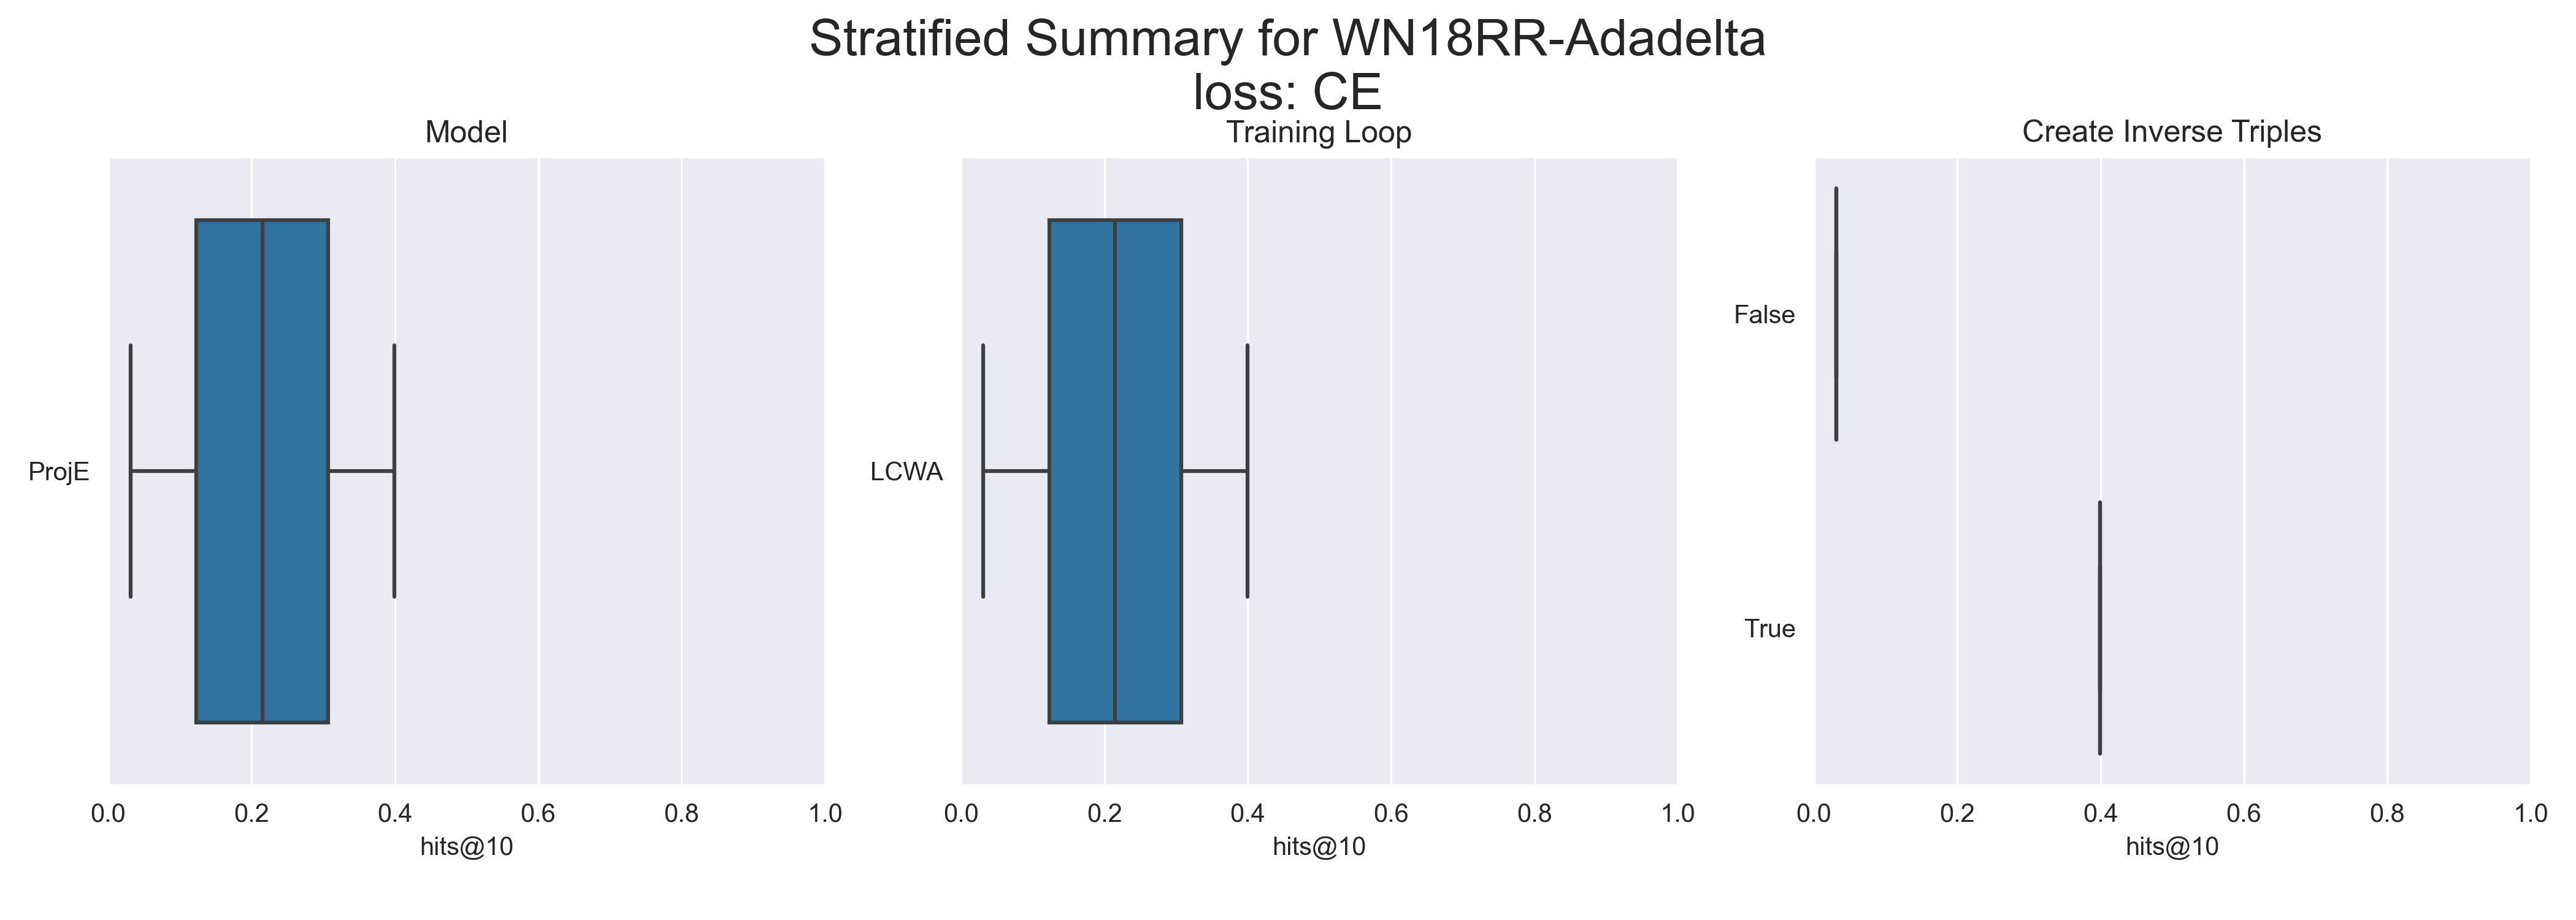 Stratified Summary for WN18RR-Adadelta
loss: CE
Model
ProjE
0.0 0.2 0.4 0.6 0.8 1.0
hits@10
Training Loop
LCWA
0.0 0.2 0.4 0.6 0.8 1.0
hits@10
Create Inverse Triples
False
True
0.0 0.2 0.4 0.6 0.8 1.0
hits@10